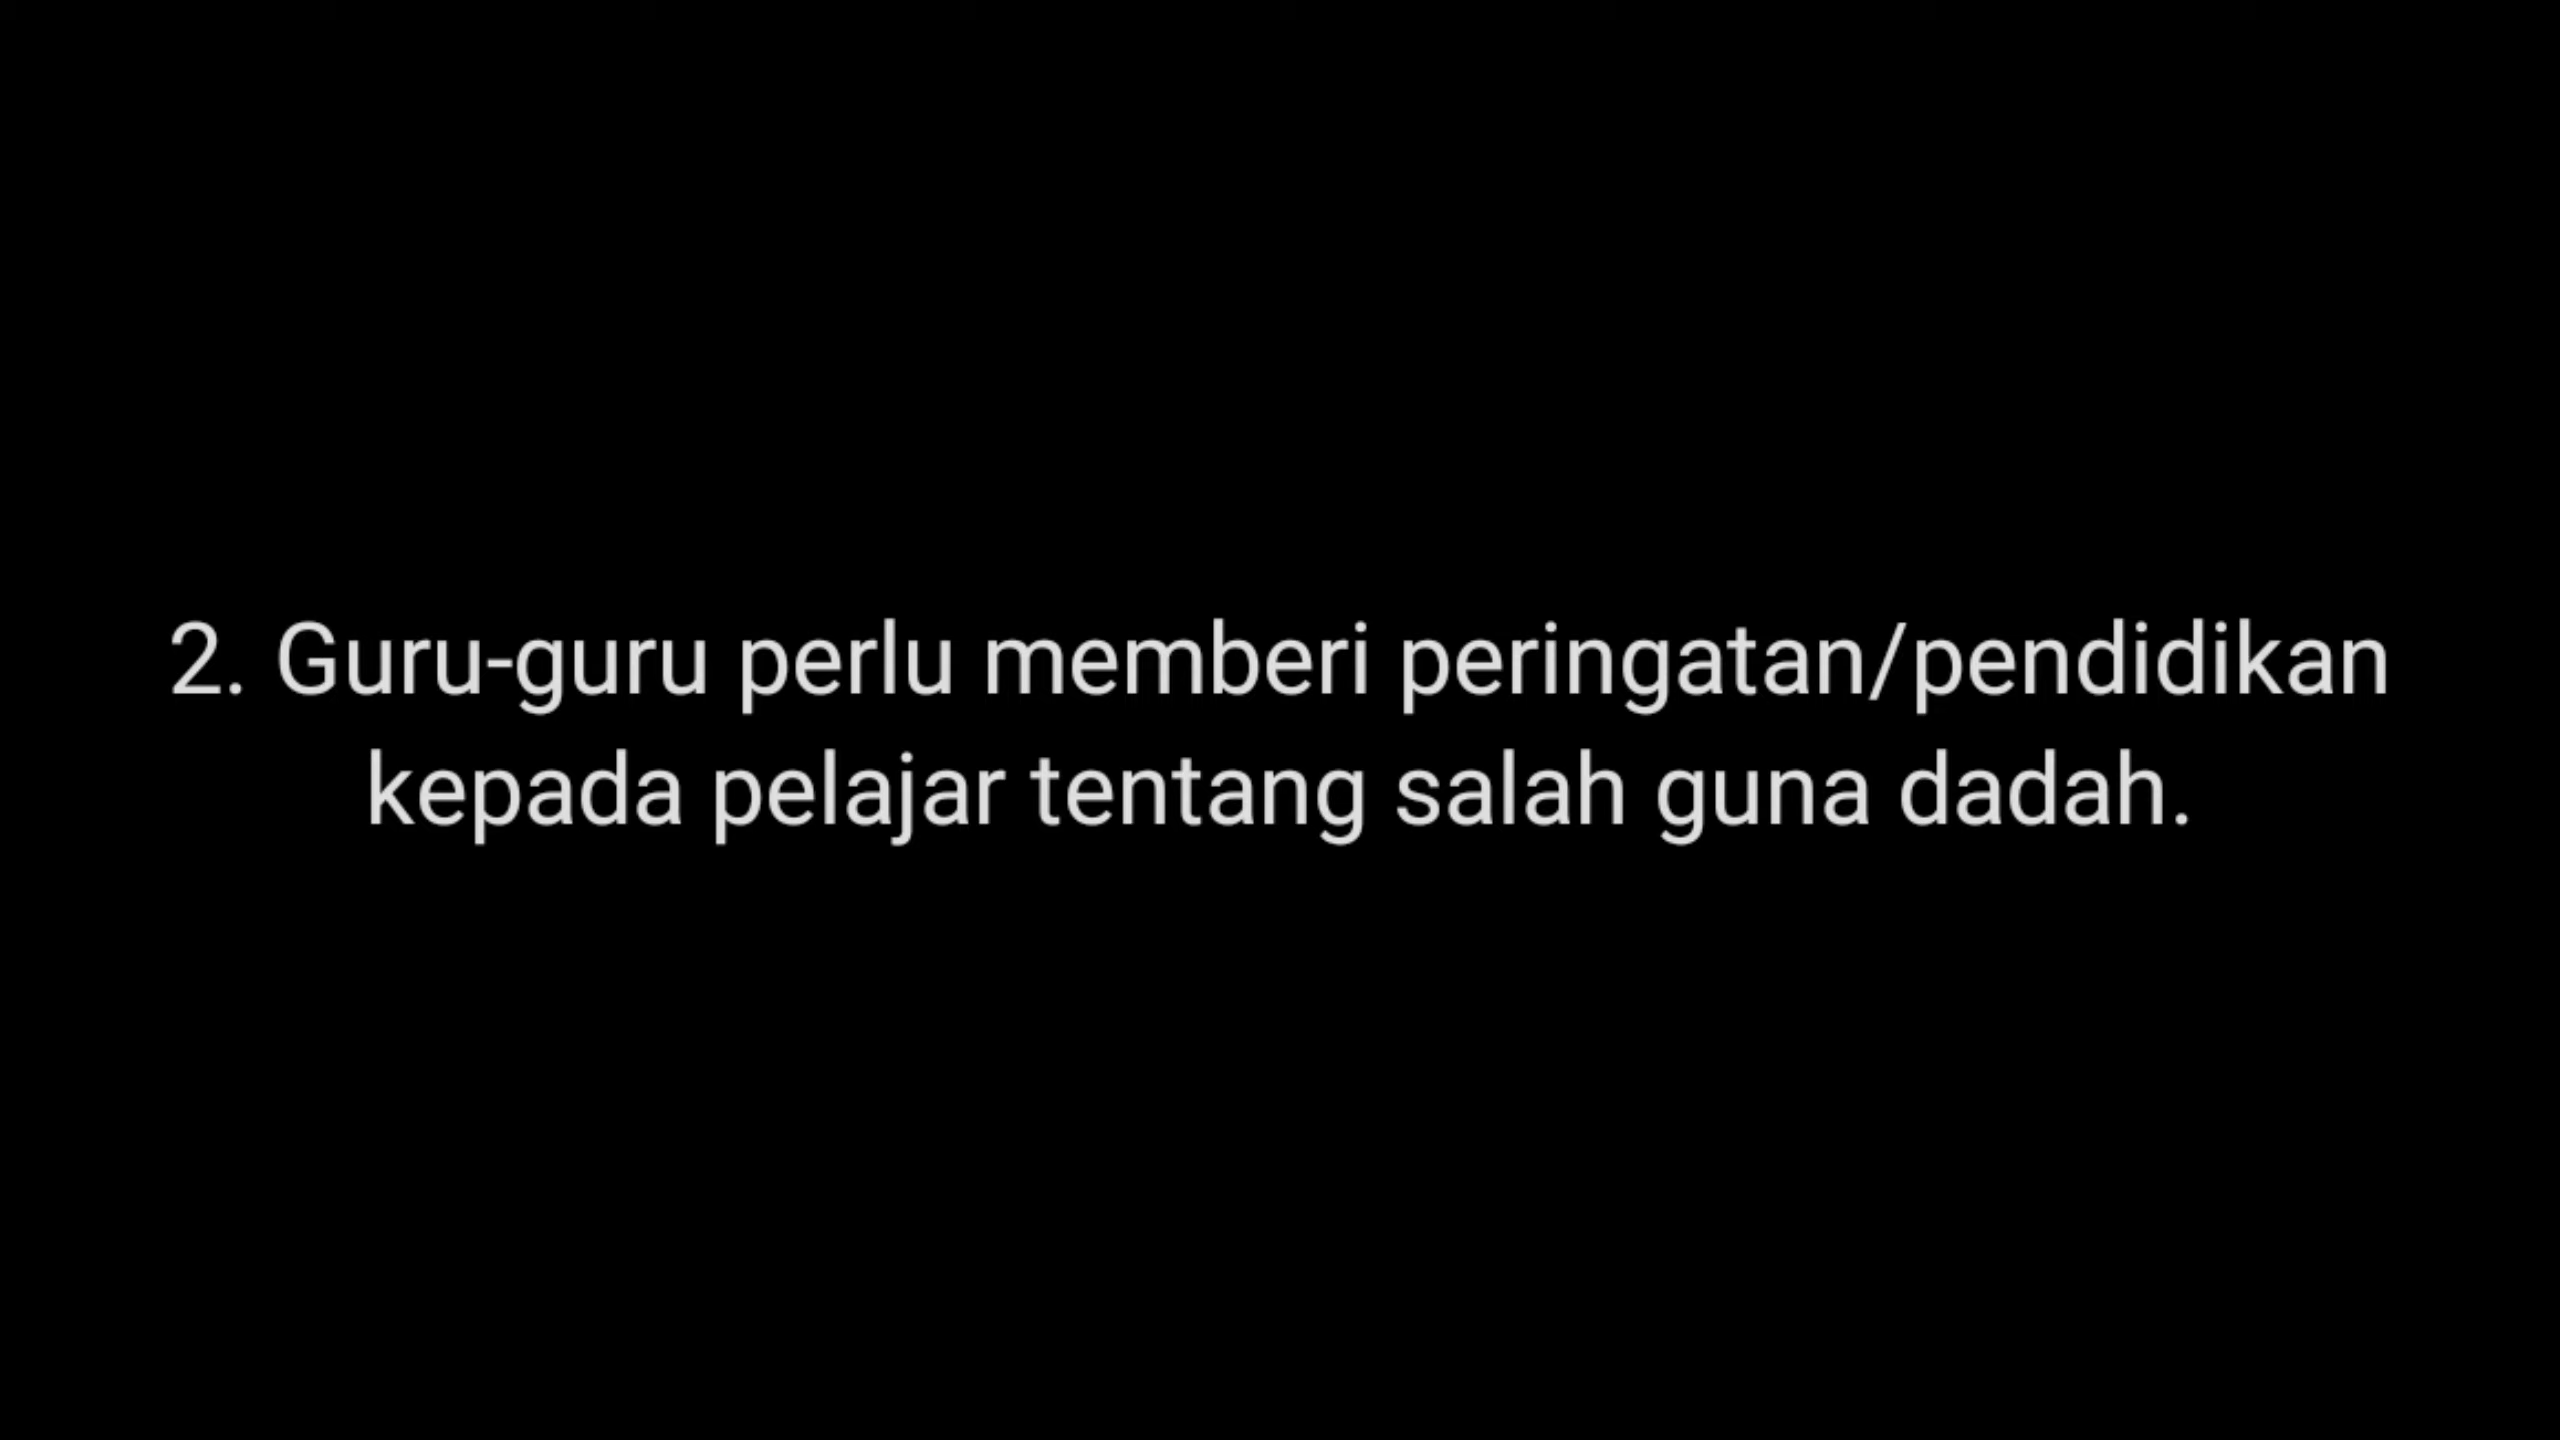 2. Guru-guru perlu memberi peringatan/pendidikan
kepada pelajar tentang salah guna dadah.